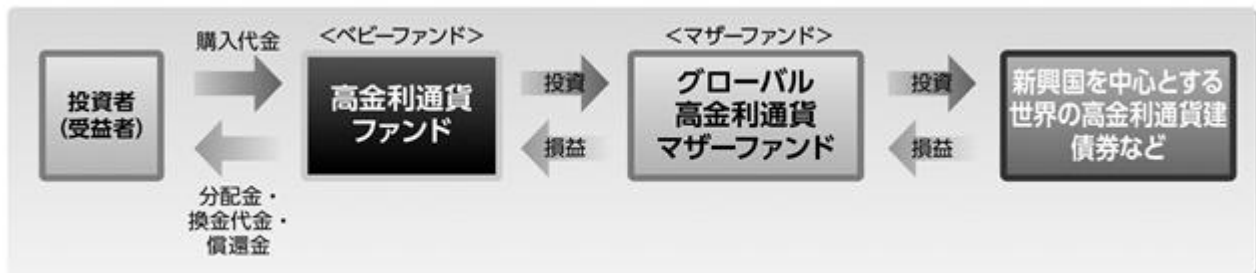 購入代金
<ベビーファンド>
<マザーファンド>
投資者
(受益者)
高金利通貨
ファンド
投資
損益
グローバル
高金利通貨
マザーファンド
投資
損益
新興国を中心とする
世界の高金利通貨建
債券など
分配金・
換金代金・
償還金